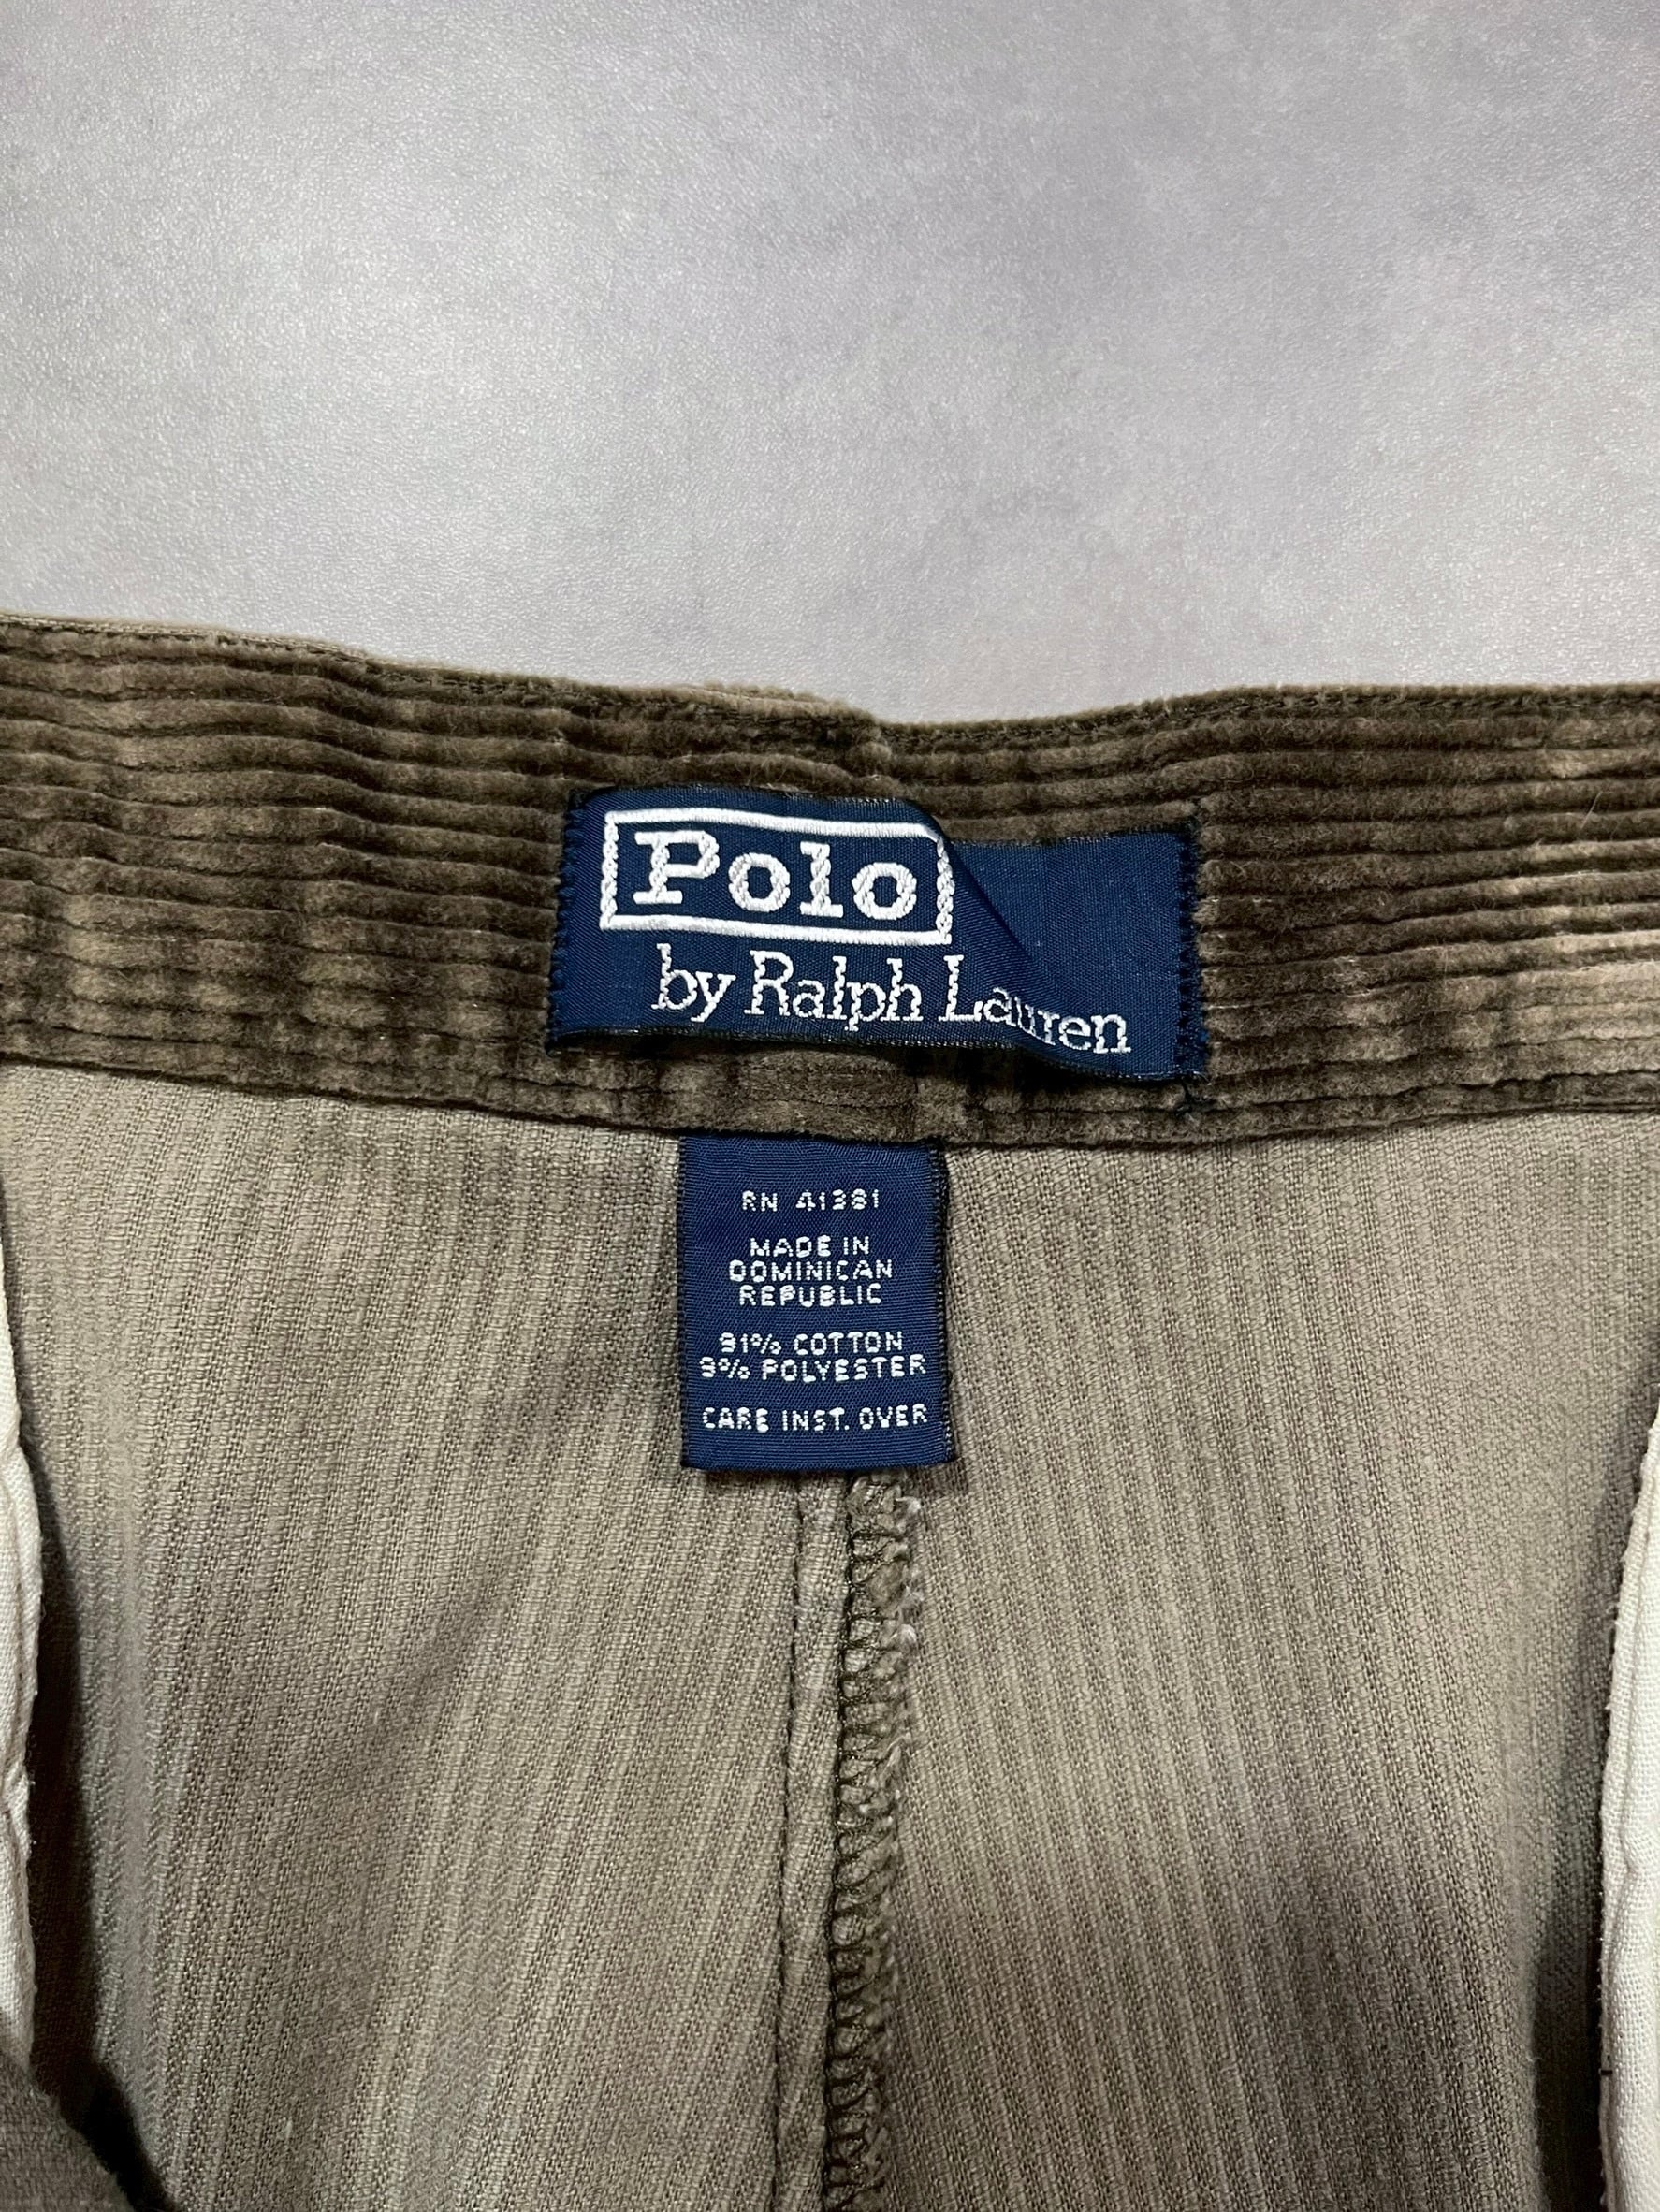 Polo
by Ralph Lauren
RN 41381
MADE IN
DOMINICAN
REPUBLIC
91% COTTON
9% POLYESTER
CARE INST. OVER